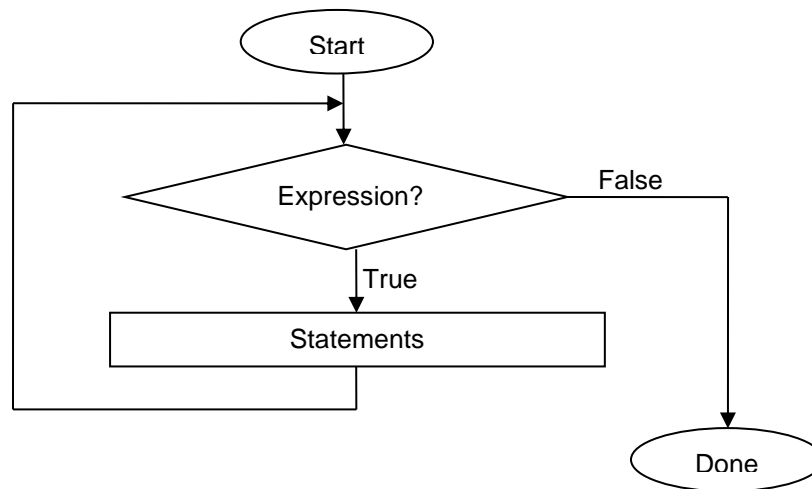 Start
Expression?
False
True
Statements
Done